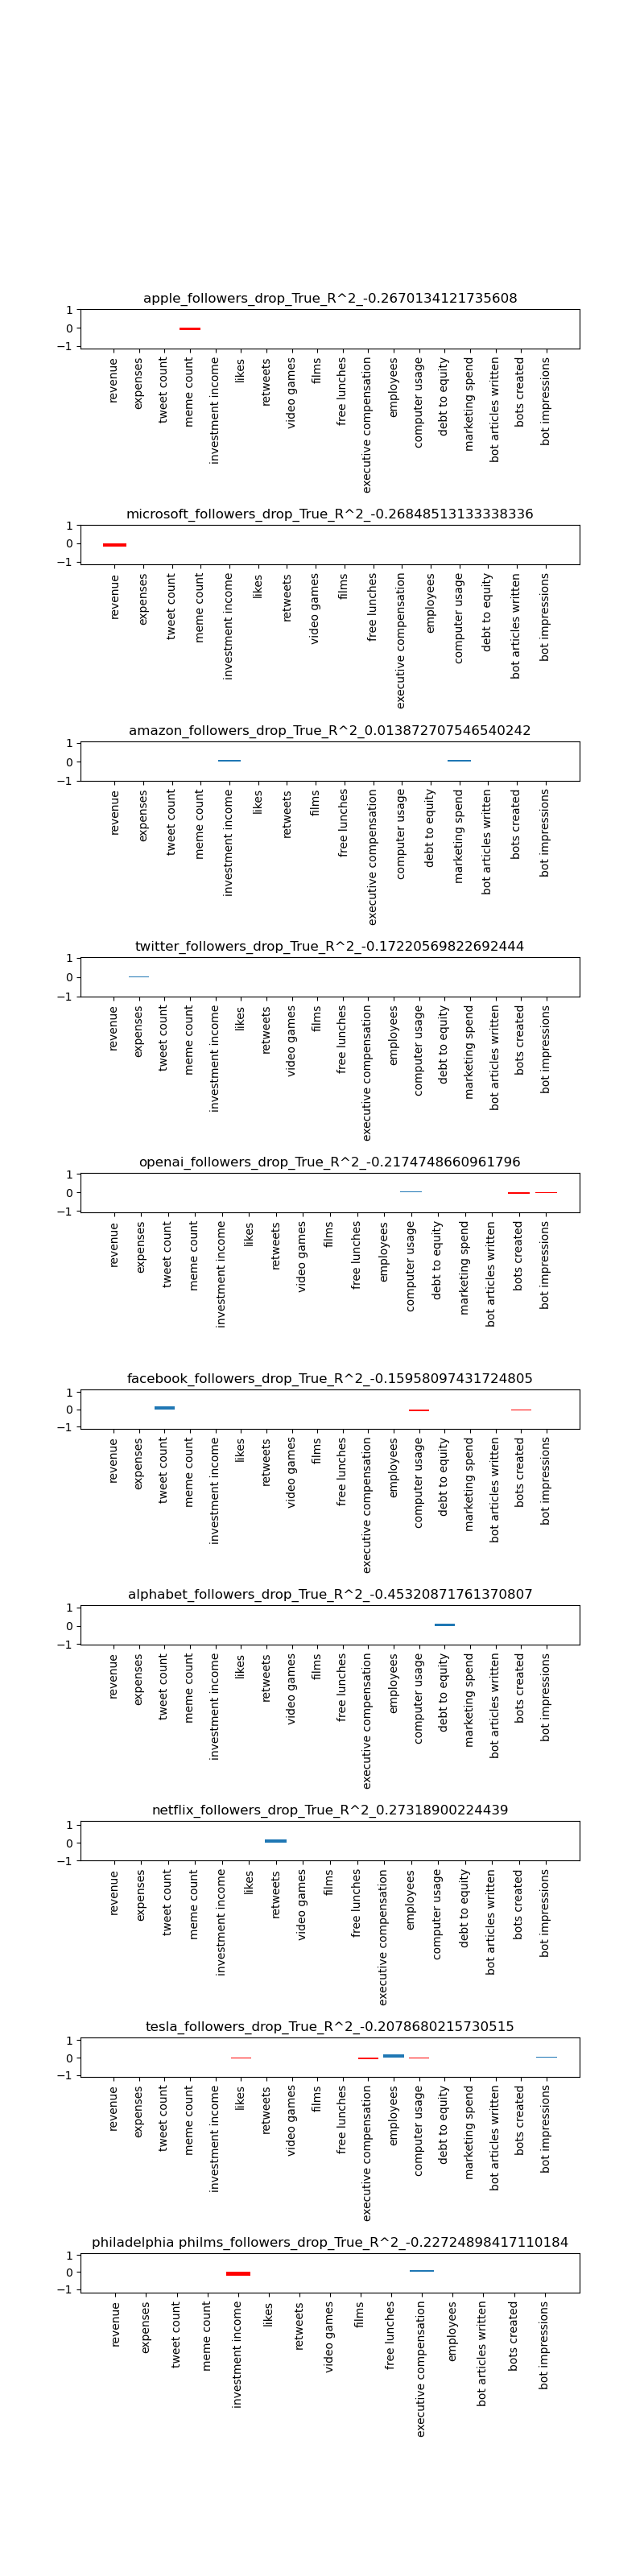 apple_followers_drop_True_R^2_-0.2670134121735608
1
0
−1
revenue
expenses
tweet count
meme count
investment income
likes
retweets
video games
films
free lunches
executive compensation
employees
computer usage
debt to equity
marketing spend
bot articles written
bots created
bot impressions
microsoft_followers_drop_True_R^2_-0.26848513133338336
1
0
−1
revenue
expenses
tweet count
meme count
investment income
likes
retweets
video games
films
free lunches
executive compensation
employees
computer usage
debt to equity
bot articles written
bot impressions
amazon_followers_drop_True_R^2_0.013872707546540242
1
0
−1
revenue
expenses
tweet count
meme count
investment income
likes
retweets
films
free lunches
executive compensation
computer usage
debt to equity
marketing spend
bot articles written
bots created
bot impressions
twitter_followers_drop_True_R^2_-0.17220569822692444
1
0
−1
revenue
expenses
tweet count
meme count
investment income
likes
retweets
video games
films
free lunches
executive compensation
employees
computer usage
debt to equity
marketing spend
bot articles written
bots created
bot impressions
openai_followers_drop_True_R^2_-0.2174748660961796
1
0
−1
revenue
expenses
tweet count
meme count
investment income
likes
retweets
video games
films
free lunches
employees
computer usage
debt to equity
marketing spend
bot articles written
bots created
bot impressions
facebook_followers_drop_True_R^2_-0.15958097431724805
1
0
−1
revenue
expenses
tweet count
meme count
investment income
likes
retweets
video games
films
free lunches
executive compensation
employees
computer usage
debt to equity
marketing spend
bot articles written
bots created
bot impressions
alphabet_followers_drop_True_R^2_-0.45320871761370807
1
0
−1
revenue
expenses
tweet count
meme count
investment income
likes
retweets
video games
films
free lunches
executive compensation
employees
computer usage
debt to equity
marketing spend
bot articles written
bots created
bot impressions
netflix_followers_drop_True_R^2_0.27318900224439
1
0
−1
revenue
expenses
tweet count
meme count
investment income
likes
retweets
video games
films
free lunches
executive compensation
employees
computer usage
debt to equity
bot articles written
bots created
bot impressions
tesla_followers_drop_True_R^2_-0.2078680215730515
1
0
−1
revenue
expenses
tweet count
meme count
investment income
likes
retweets
video games
films
free lunches
executive compensation
employees
computer usage
debt to equity
marketing spend
bot articles written
bots created
bot impressions
philadelphia philms_followers_drop_True_R^2_-0.22724898417110184
1
0
−1
revenue
expenses
tweet count
meme count
investment income
likes
retweets
video games
films
free lunches
executive compensation
employees
bot articles written
bots created
bot impressions